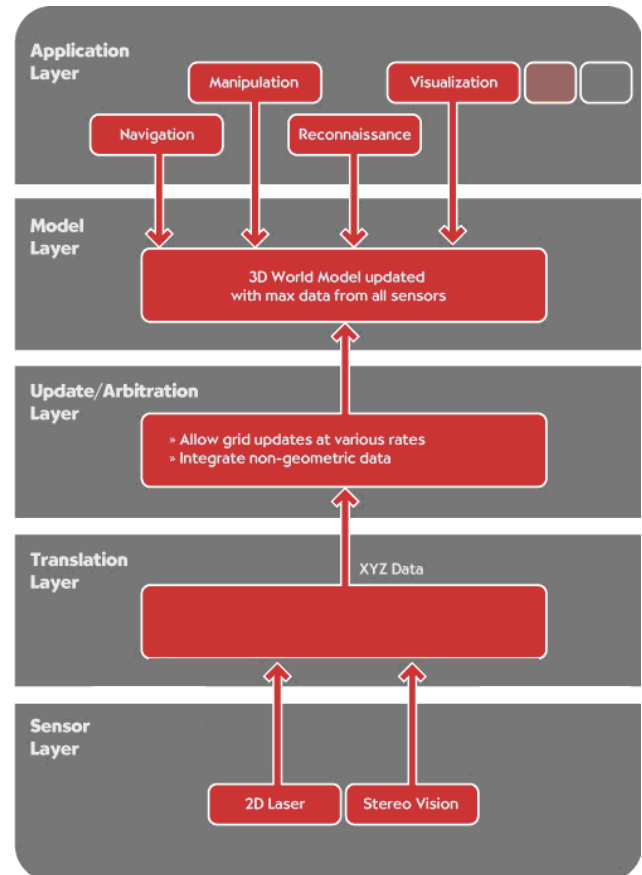 Application
Layer
Manipulation
Visualization
Navigation
Reconnaissance
Model
Layer
3D World Model updated
with max data from all sensors
Update/Arbitration
Layer
» Allow grid updates at various rates
» Integrate non-geometric data
Translation
Layer
XYZ Data
Sensor
Layer
2D Laser
Stereo Vision